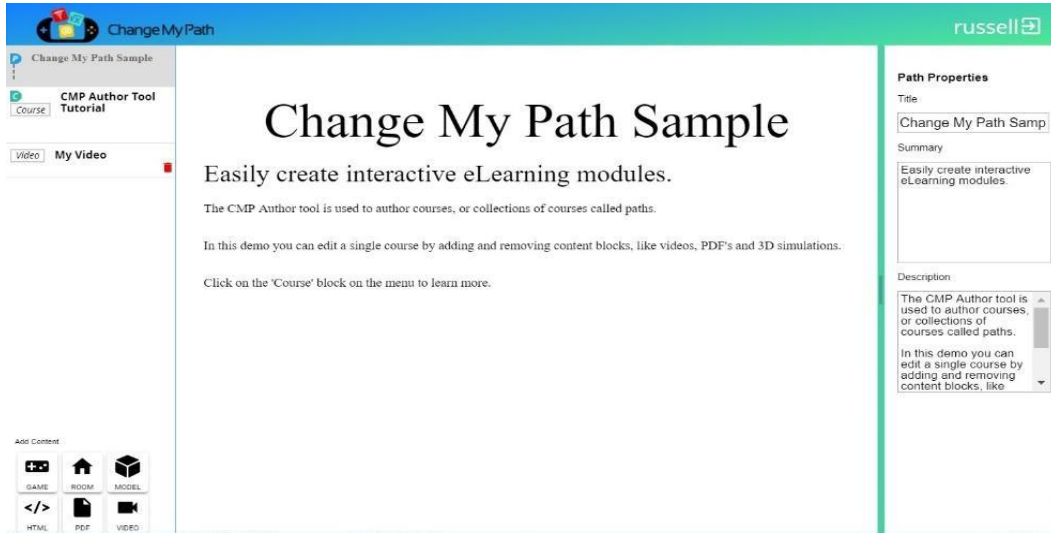 Change My Path
russell
Change My Path Sample
C
Course
CMP Author Tool
Tutorial
Video
My Video
Add Content
GAME
ROOM
MODEL
</>
HTML
PDF
VIDEO
Change My Path Sample
Easily create interactive eLearning modules.
The CMP Author tool is used to author courses, or collections of courses called paths.
In this demo you can edit a single course by adding and removing content blocks, like videos, PDF's and 3D simulations.
Click on the 'Course' block on the menu to learn more.
Path Properties
Title
Change My Path Samp
Summary
Easily create interactive
eLearning modules.
Description
The CMP Author tool is
used to author courses,
or collections of
courses called paths.
In this demo you can
edit a single course by
adding and removing
content blocks, like